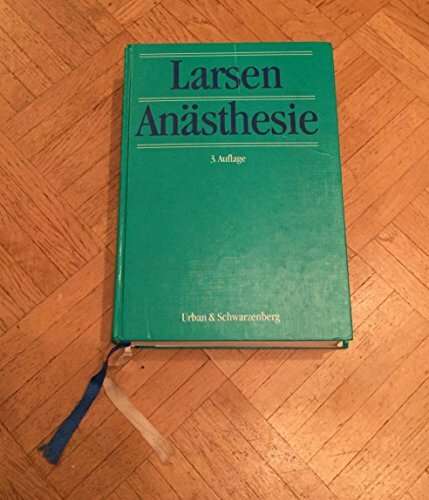 Larsen
Anästhesie
3. Auflage
Urban & Schwarzenberg